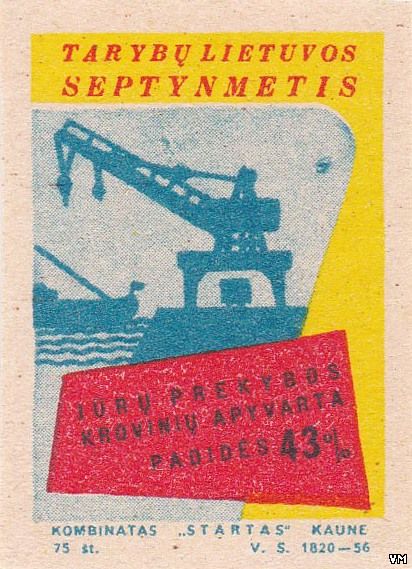 TARYBŲ LIETUVOS
SEPTYNMETIS
JŪRŲ PREKYBOS
KROVINIŲ APYVARTA
PADIDĖS 43%
KOMBINATAS „STARTAS“ KAUNE
75 št. V. S. 1820—56
VM